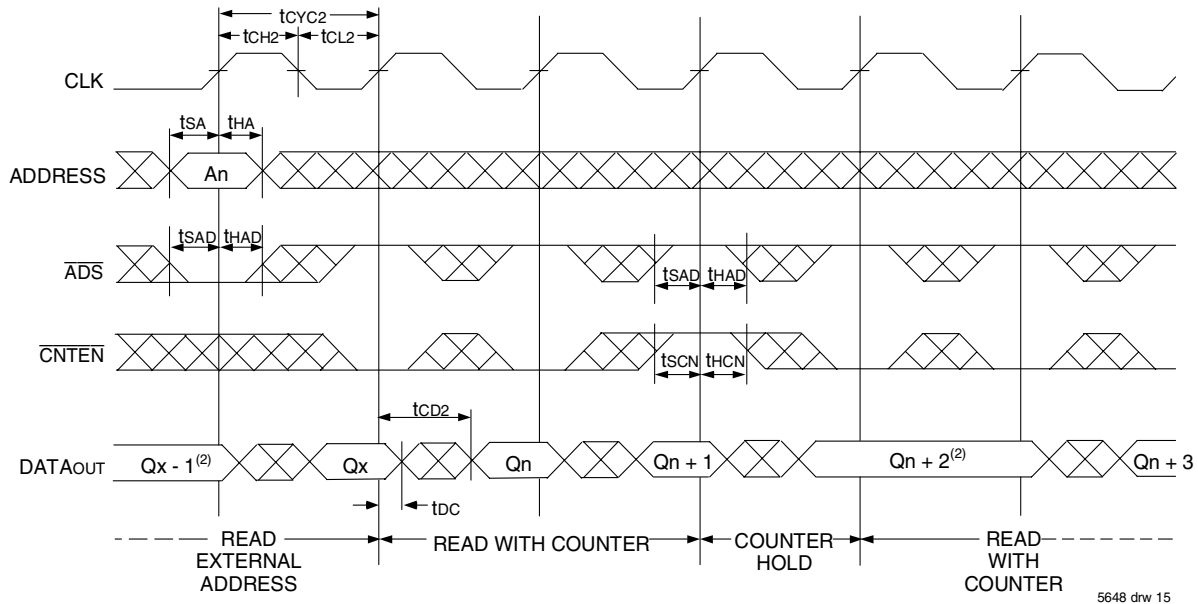 tCYC2
tCH2 tCL2
CLK
tSA tHA
ADDRESS An
tSAD tHAD
ADS
tSAD tHAD
CNTEN
tSCN tHCN
tCD2
DATAOUT Qx - 1(2) Qx Qn Qn + 1 Qn + 2(2) Qn + 3
tDC
READ EXTERNAL ADDRESS
READ WITH COUNTER
COUNTER HOLD
READ WITH COUNTER
5648 drw 15